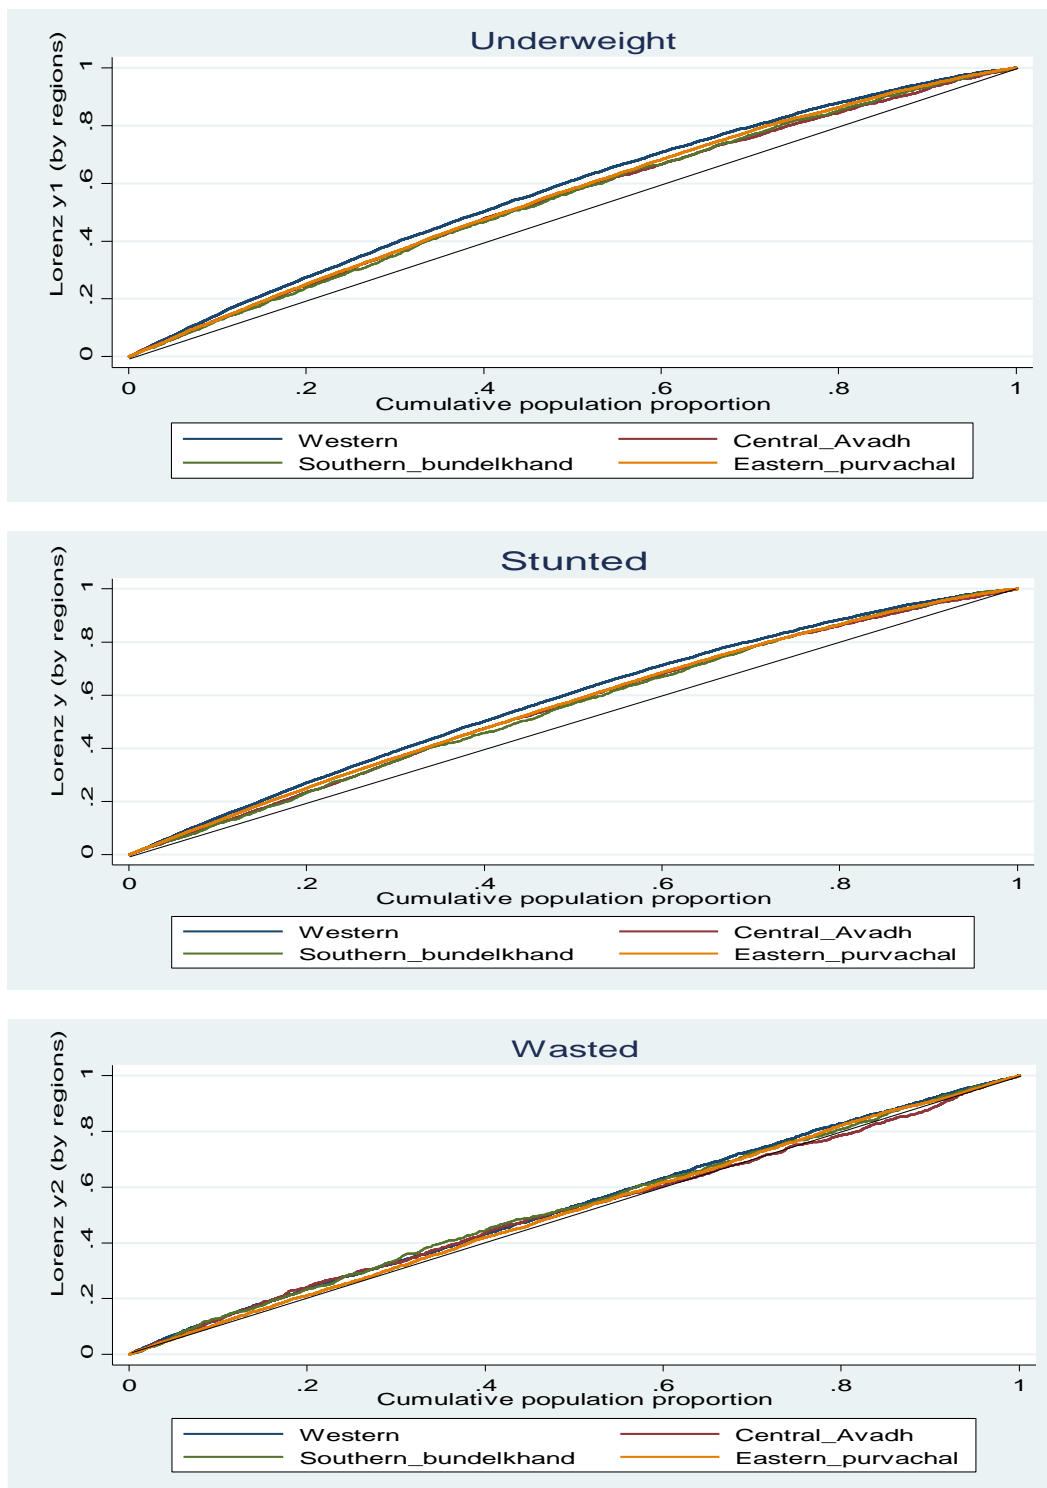 Underweight
Lorenz y1 (by regions)
1
.8
.6
.4
.2
0
0 .2 .4 .6 .8 1
Cumulative population proportion
Western Central_Avadh
Southern_bundelkhand Eastern_purvachal
Stunted
Lorenz y (by regions)
1
.8
.6
.4
.2
0
0 .2 .4 .6 .8 1
Cumulative population proportion
Western Central_Avadh
Southern_bundelkhand Eastern_purvachal
Wasted
Lorenz y2 (by regions)
1
.8
.6
.4
.2
0
0 .2 .4 .6 .8 1
Cumulative population proportion
Western Central_Avadh
Southern_bundelkhand Eastern_purvachal